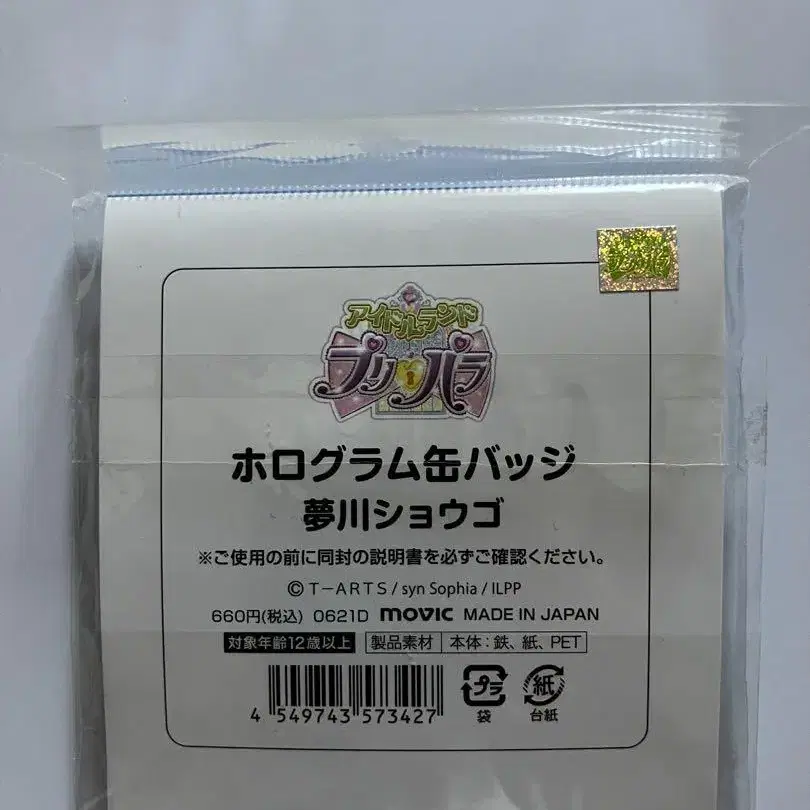 アイドルランド
プリパラ
ホログラム缶バッジ
夢川ショウゴ
※ご使用の前に同封の説明書を必ずご確認ください。
Ⓒ T-ARTS / syn Sophia / ILPP
660円(税込) 0621D movic MADE IN JAPAN
対象年齢12歳以上 製品素材 本体:鉄、紙、PET
4 549743 573427
プラ 紙
袋 台紙